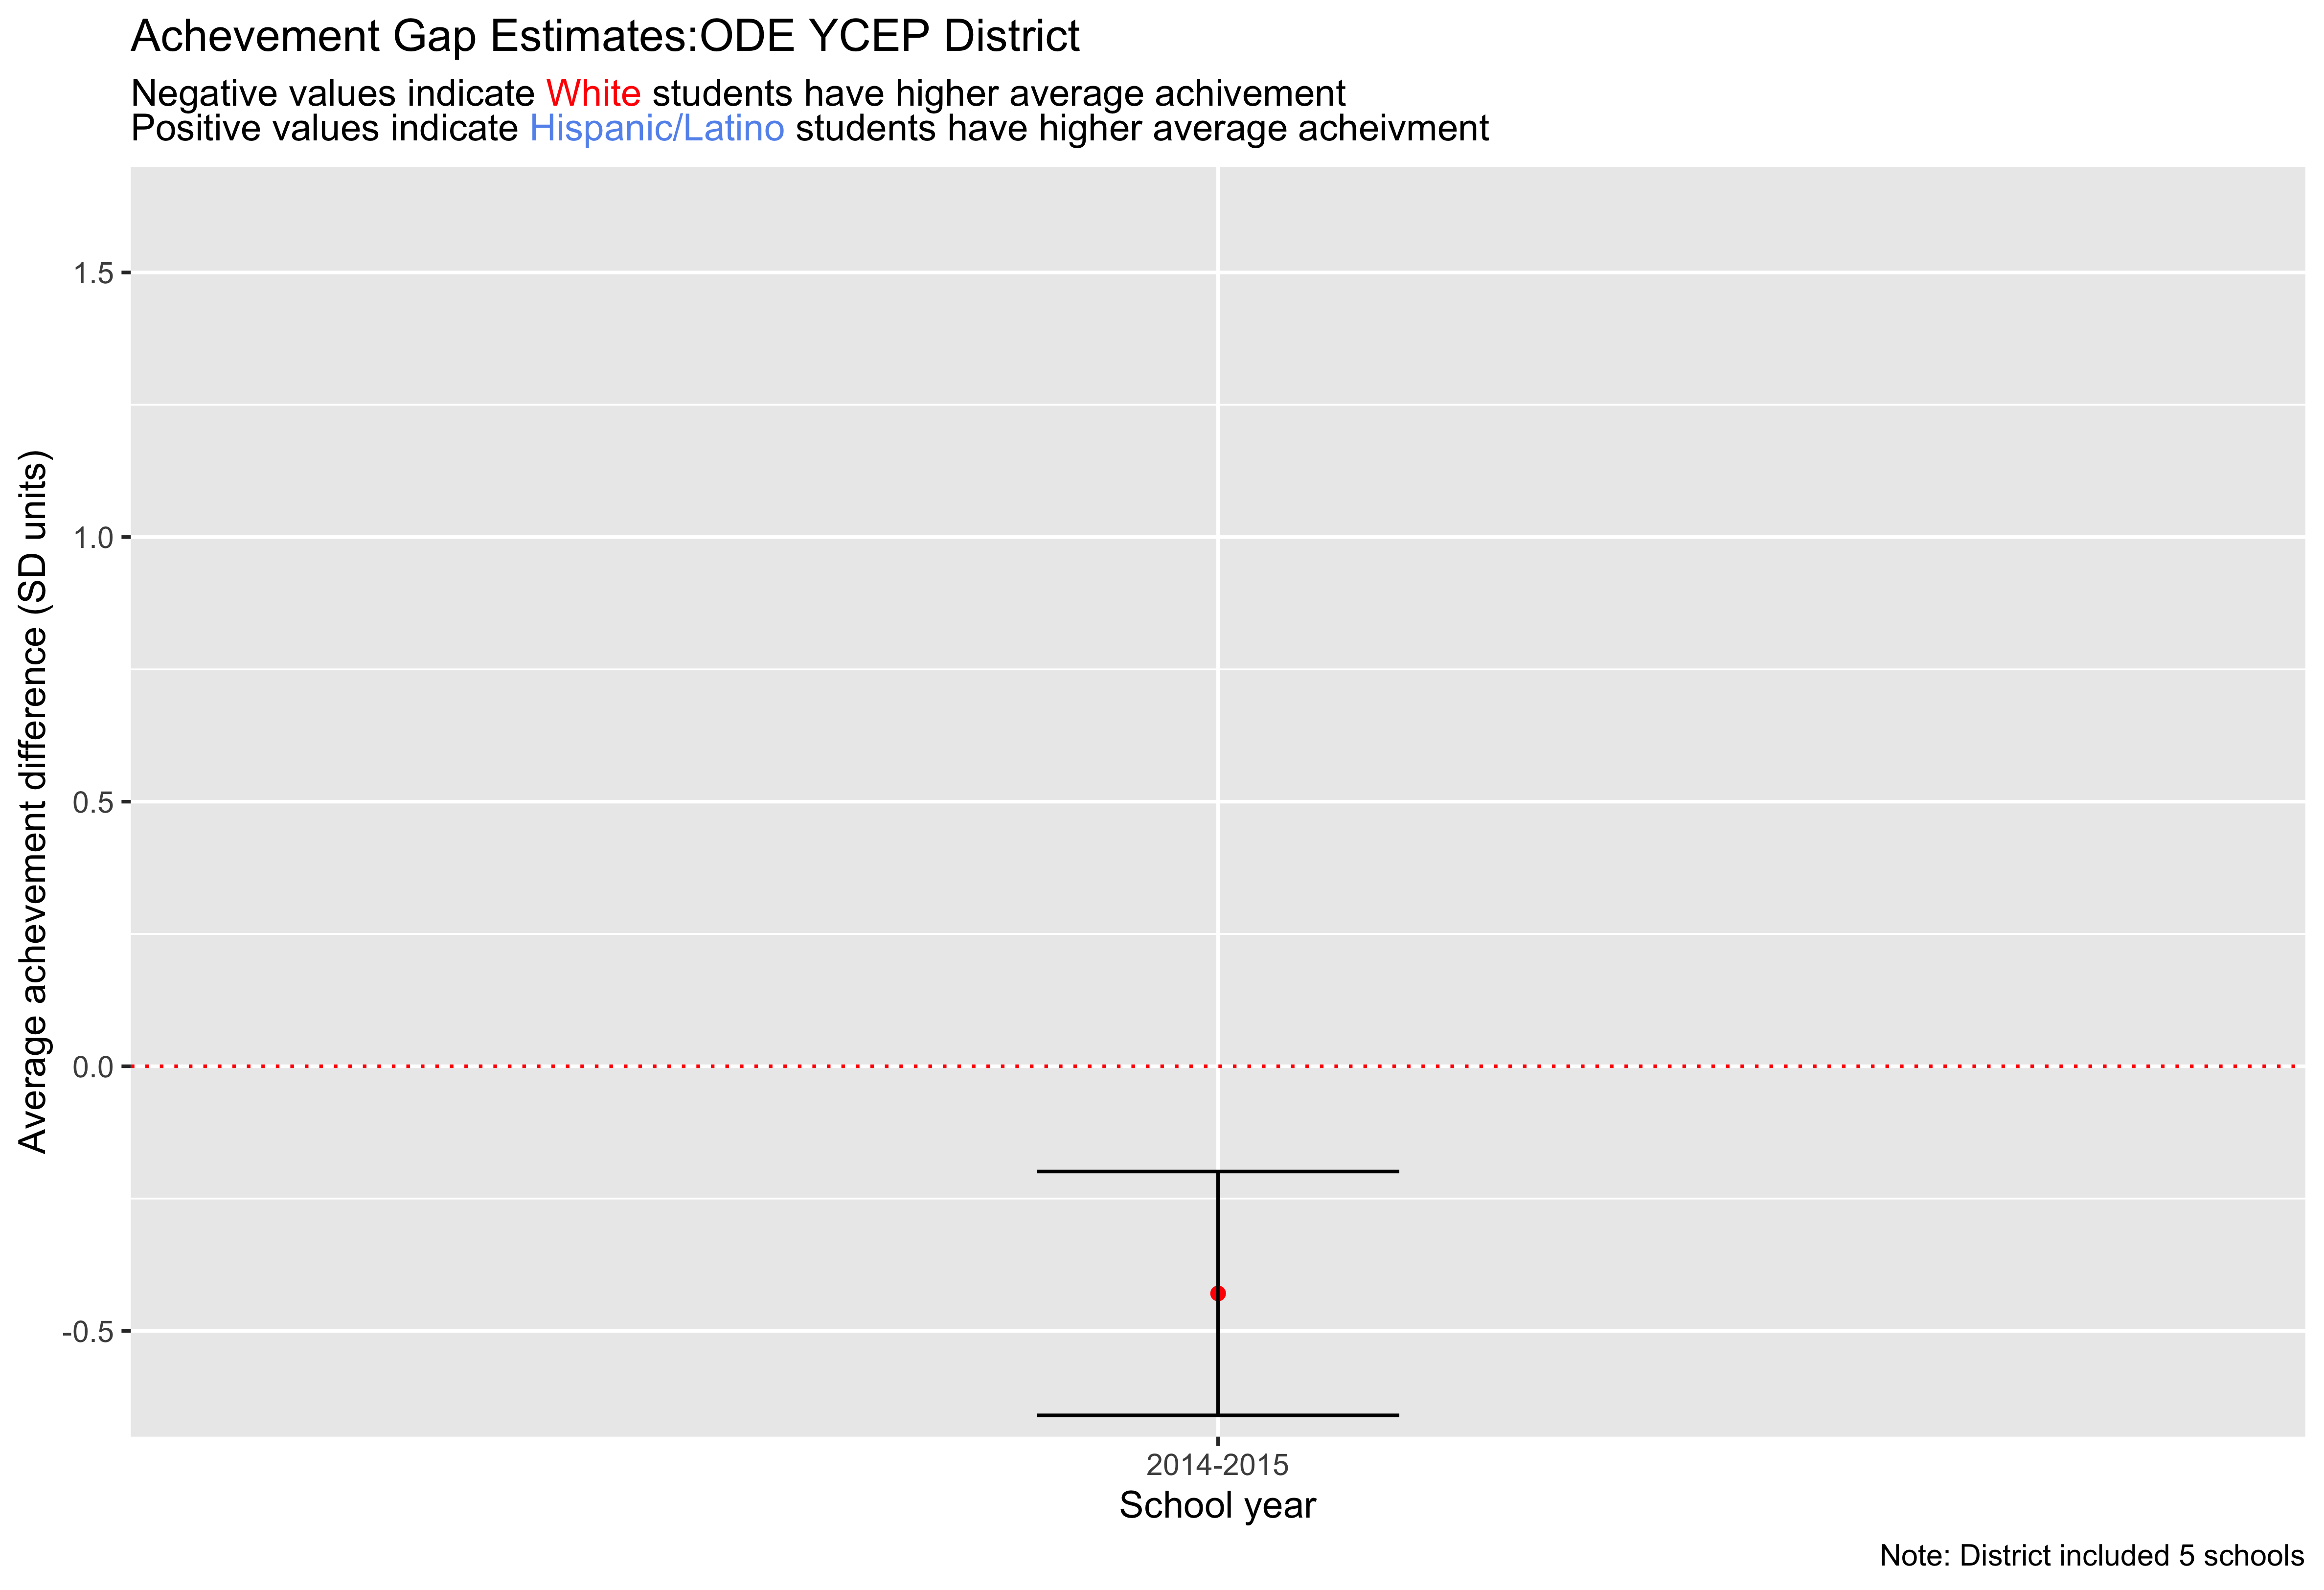 Achevement Gap Estimates:ODE YCEP District
Negative values indicate White students have higher average achivement
Positive values indicate Hispanic/Latino students have higher average acheivment
Average achevement difference (SD units)
1.5
1.0
0.5
0.0
-0.5
2014-2015
School year
Note: District included 5 schools